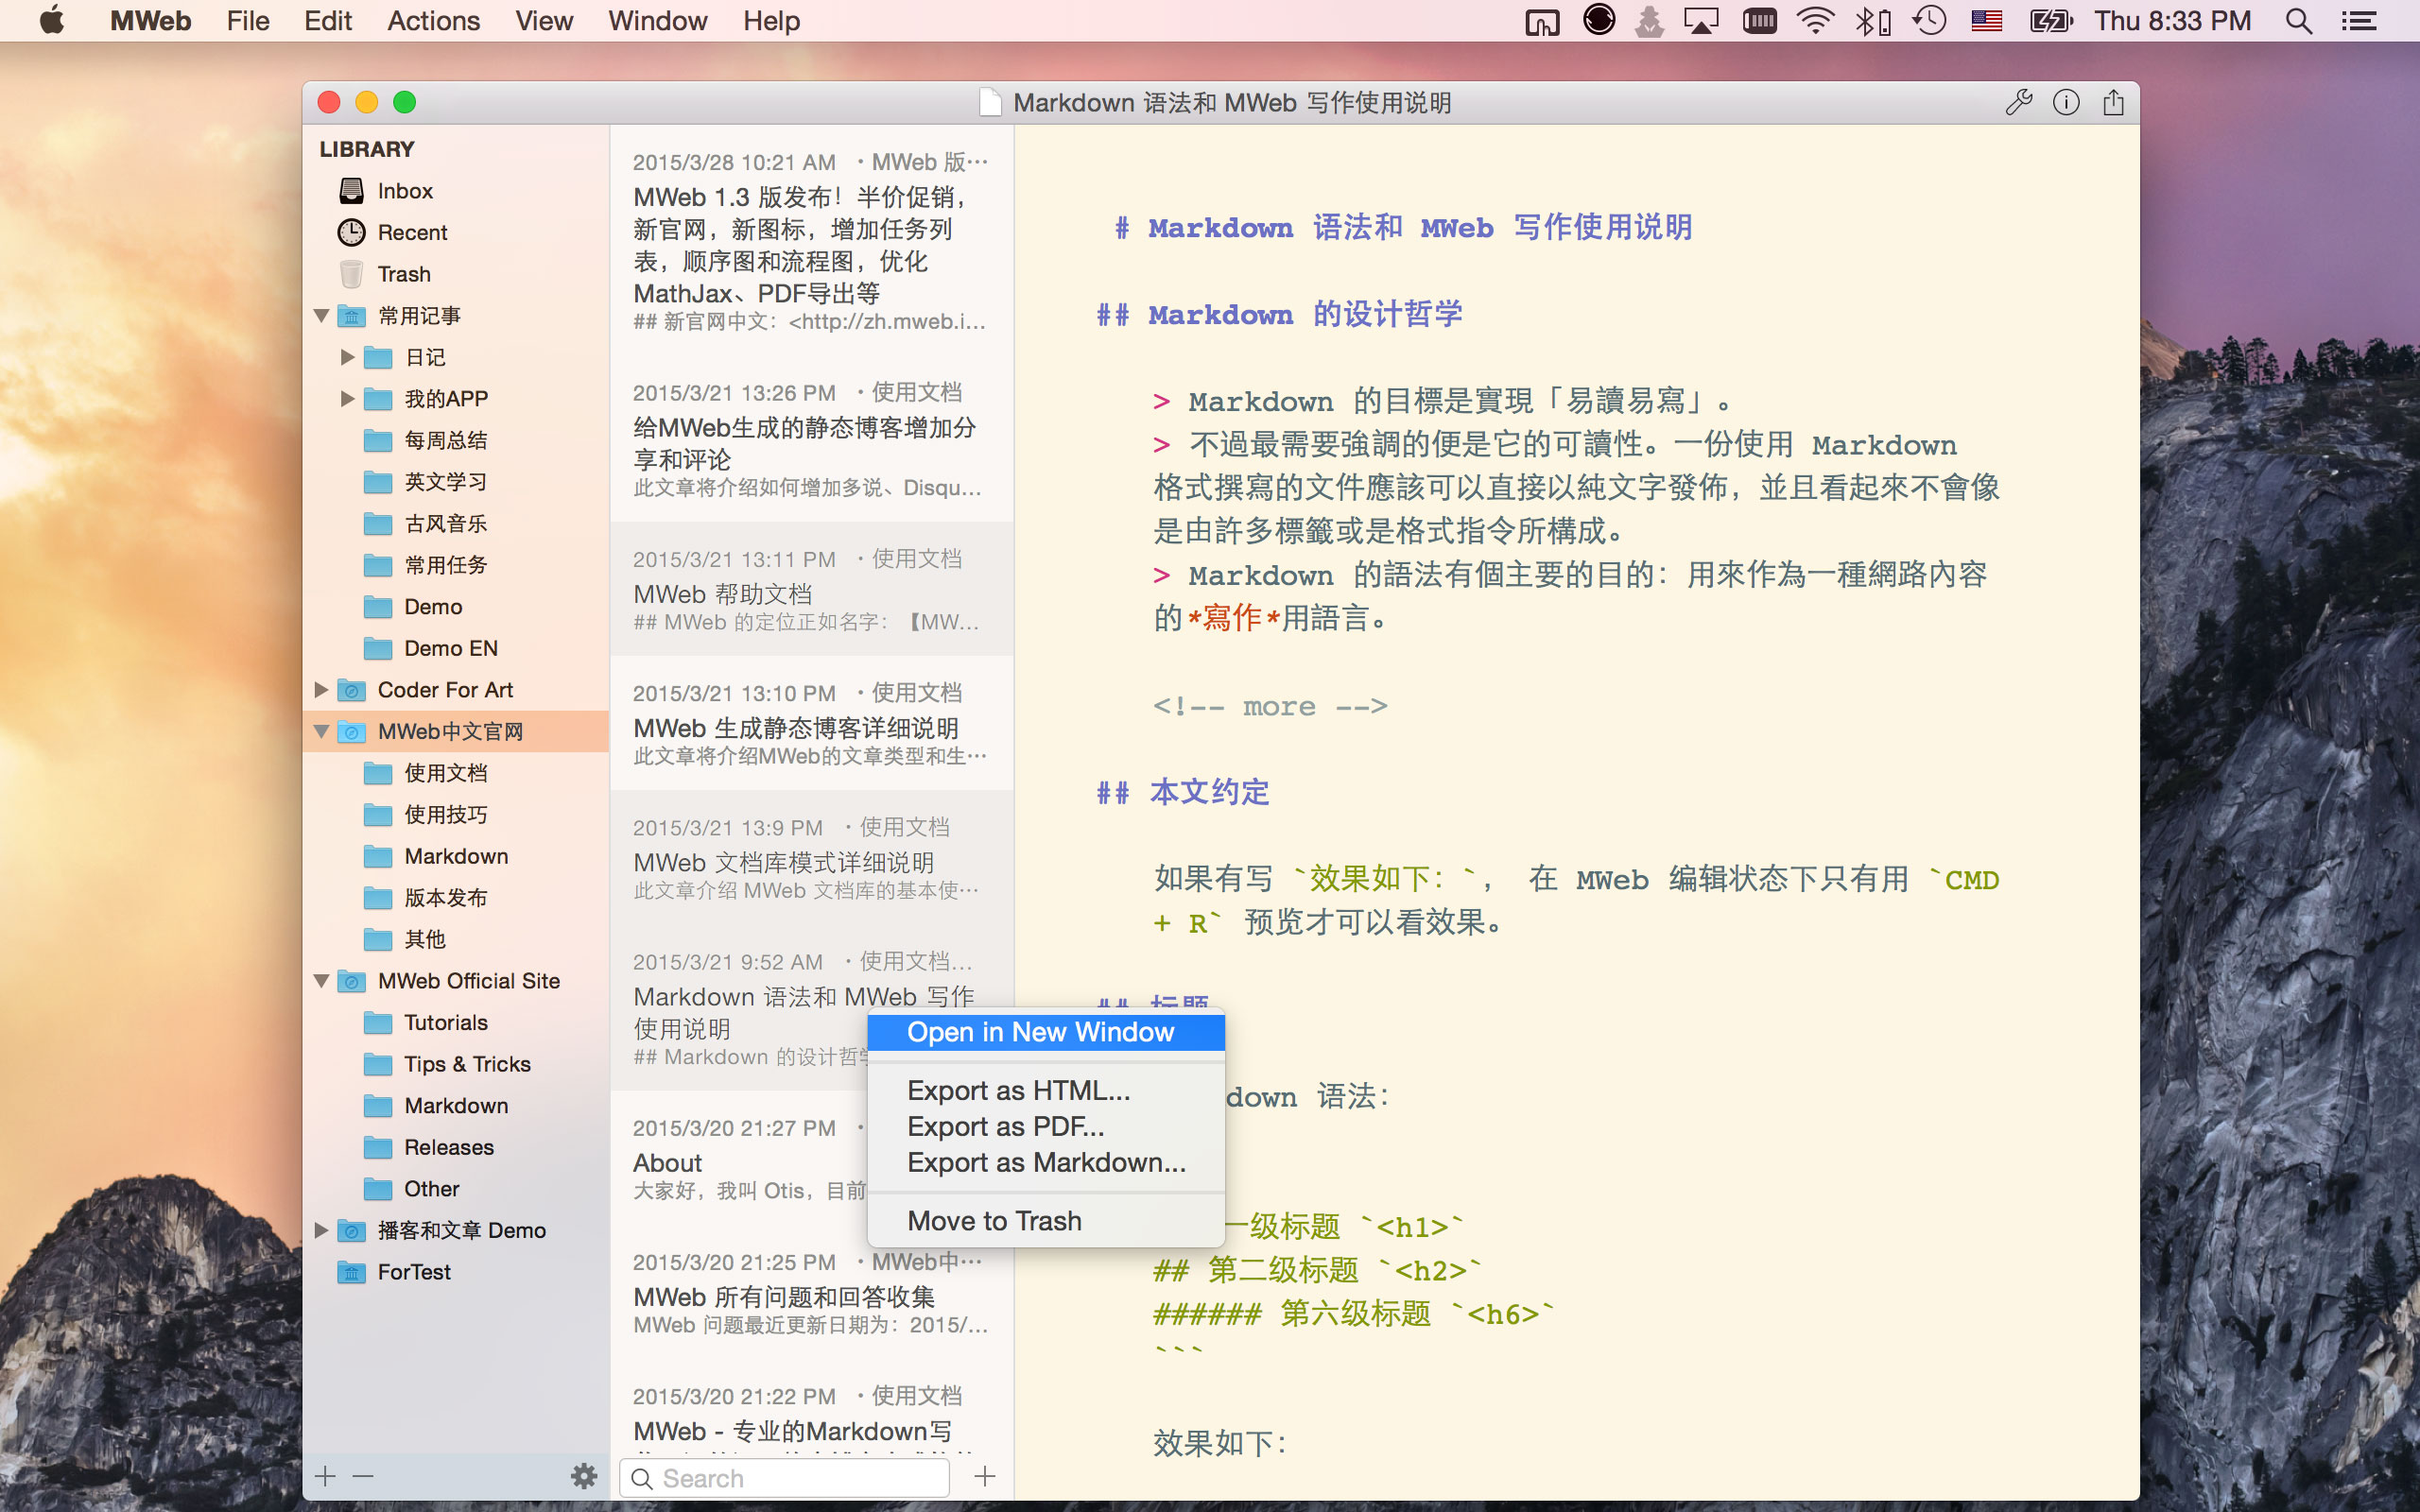 MWeb File Edit Actions View Window Help
Thu 8:33 PM
Markdown 语法和 MWeb 写作使用说明
LIBRARY
Inbox
Recent
Trash
常用记事
日记
我的APP
每周总结
英文学习
古风音乐
常用任务
Demo
Demo EN
Coder For Art
MWeb中文官网
使用文档
使用技巧
Markdown
版本发布
其他
MWeb Official Site
Tutorials
Tips & Tricks
Markdown
Releases
Other
播客和文章 Demo
ForTest
2015/3/28 10:21 AM ・MWeb 版…
MWeb 1.3 版发布！半价促销，
新官网，新图标，增加任务列
表，顺序图和流程图，优化
MathJax、PDF导出等
## 新官网中文：<http://zh.mweb.i...
2015/3/21 13:26 PM ・使用文档
给MWeb生成的静态博客增加分
享和评论
此文章将介绍如何增加多说、Disqu...
2015/3/21 13:11 PM ・使用文档
MWeb 帮助文档
## MWeb 的定位正如名字：【MW...
2015/3/21 13:10 PM ・使用文档
MWeb 生成静态博客详细说明
此文章将介绍MWeb的文章类型和生…
2015/3/21 13:9 PM ・使用文档
MWeb 文档库模式详细说明
此文章介绍 MWeb 文档库的基本使…
2015/3/21 9:52 AM ・使用文档...
Markdown 语法和 MWeb 写作
使用说明
## Markdown 的设计哲
2015/3/20 21:27 PM ・
About
大家好，我叫 Otis，目前
2015/3/20 21:25 PM ・MWeb中…
MWeb 所有问题和回答收集
MWeb 问题最近更新日期为：2015/...
2015/3/20 21:22 PM ・使用文档
MWeb - 专业的Markdown写
Search
# Markdown 语法和 MWeb 写作使用说明
## Markdown 的设计哲学
> Markdown 的目標是實現「易讀易寫」。
> 不過最需要強調的便是它的可讀性。一份使用 Markdown
格式撰寫的文件應該可以直接以純文字發佈，並且看起來不會像
是由許多標籤或是格式指令所構成。
> Markdown 的語法有個主要的目的：用來作為一種網路內容
的*寫作*用語言。
<!-- more -->
## 本文约定
如果有写 `效果如下：`， 在 MWeb 编辑状态下只有用 `CMD
+ R` 预览才可以看效果。
## 标题
down 语法：
一级标题 `<h1>`
## 第二级标题 `<h2>`
###### 第六级标题 `<h6>`
```
效果如下：
Open in New Window
Export as HTML...
Export as PDF...
Export as Markdown...
Move to Trash